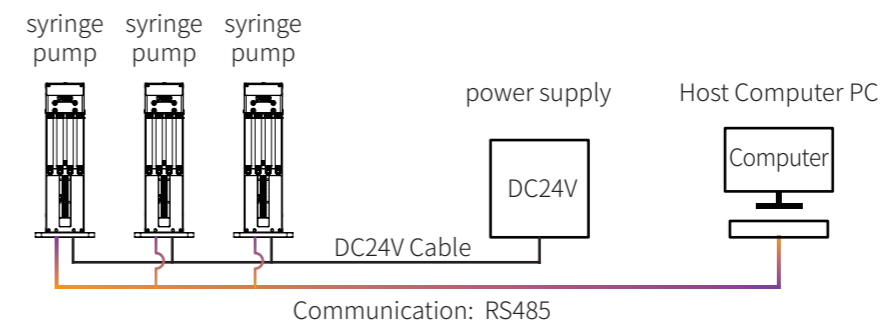 syringe syringe syringe
pump pump pump
power supply
Host Computer PC
Computer
DC24V
DC24V Cable
Communication: RS485